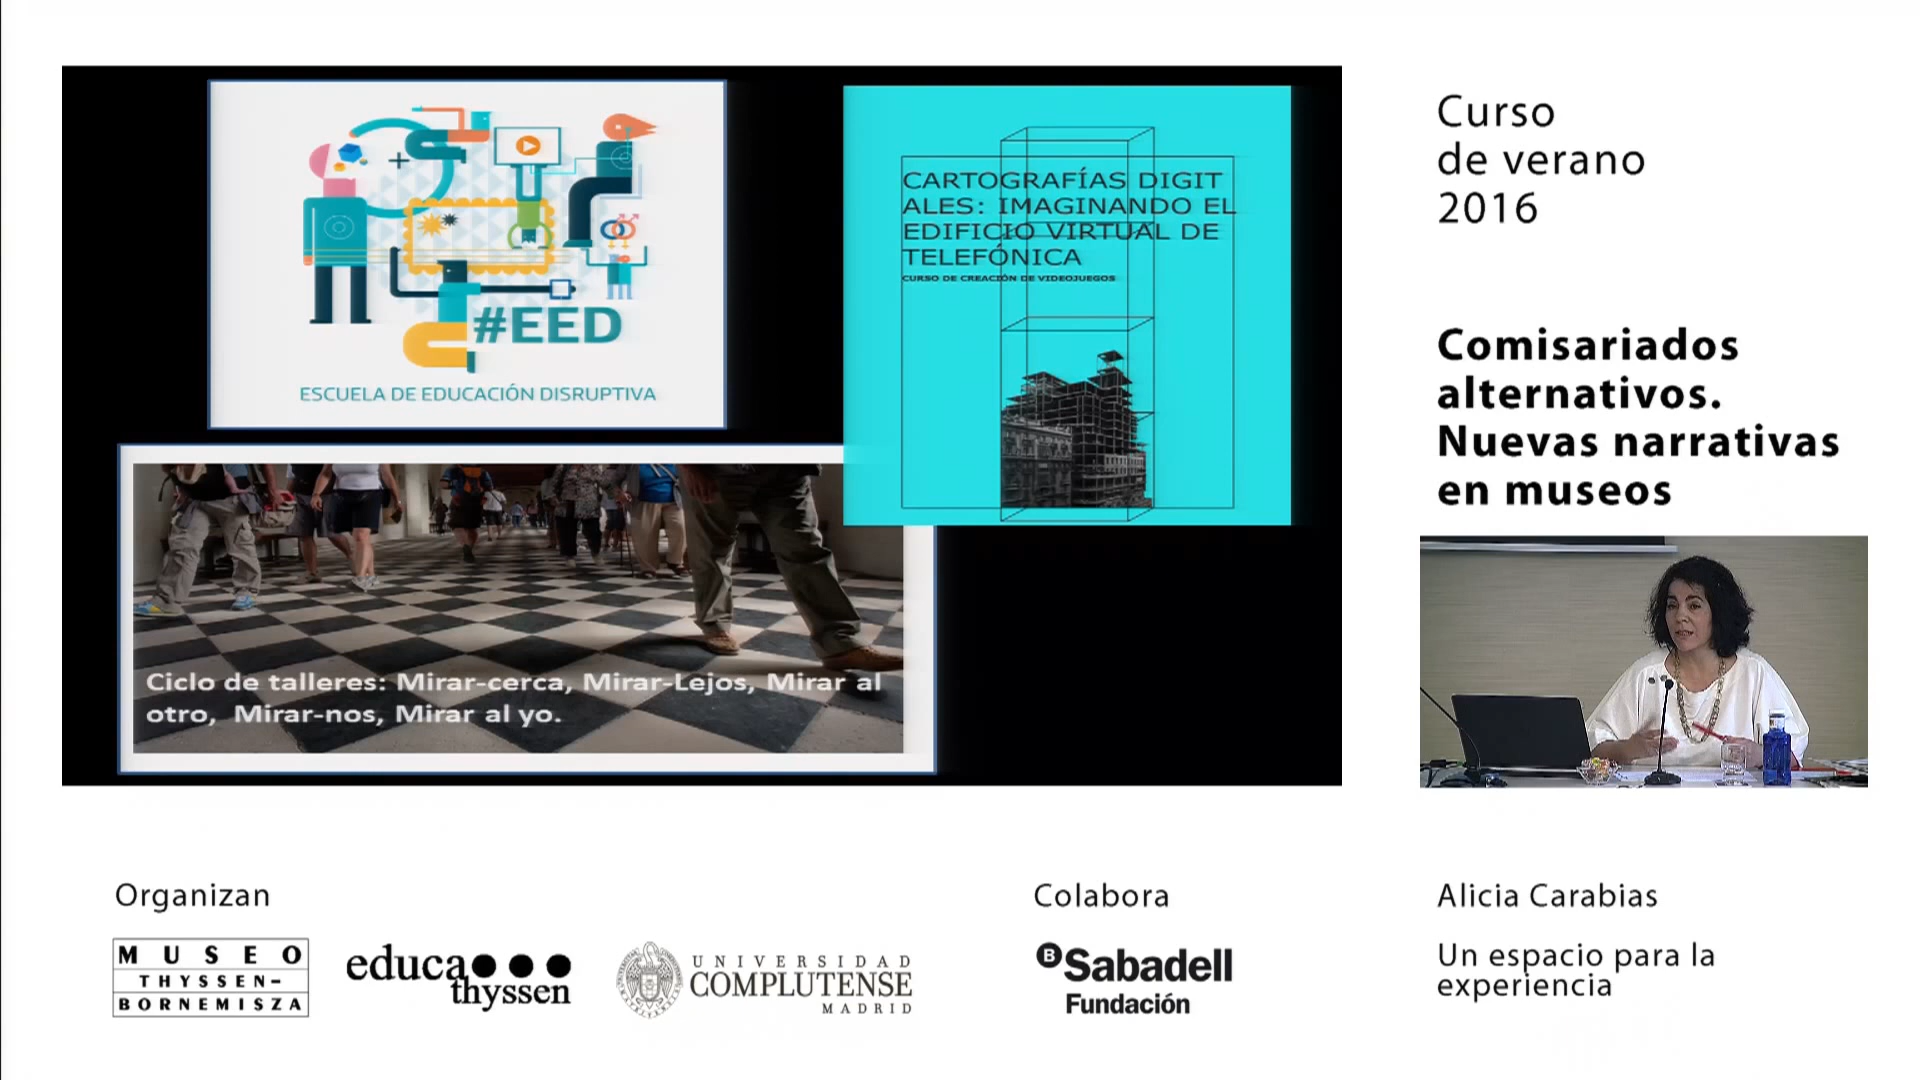 #EED
ESCUELA DE EDUCACIÓN DISRUPTIVA
CARTOGRAFÍAS DIGIT
ALES: IMAGINANDO EL
EDIFICIO VIRTUAL DE
TELEFÓNICA
CURSO DE CREACIÓN DE VIDEOJUEGOS
Ciclo de talleres: Mirar-cerca, Mirar-Lejos, Mirar al
otro, Mirar-nos, Mirar al yo.
Curso
de verano
2016
Comisariados
alternativos.
Nuevas narrativas
en museos
Organizan
MUSEO
THYSSEN-
BORNEMISZA
educa
thyssen
UNIVERSIDAD
COMPLUTENSE
MADRID
Colabora
B Sabadell
Fundación
Alicia Carabias
Un espacio para la
experiencia